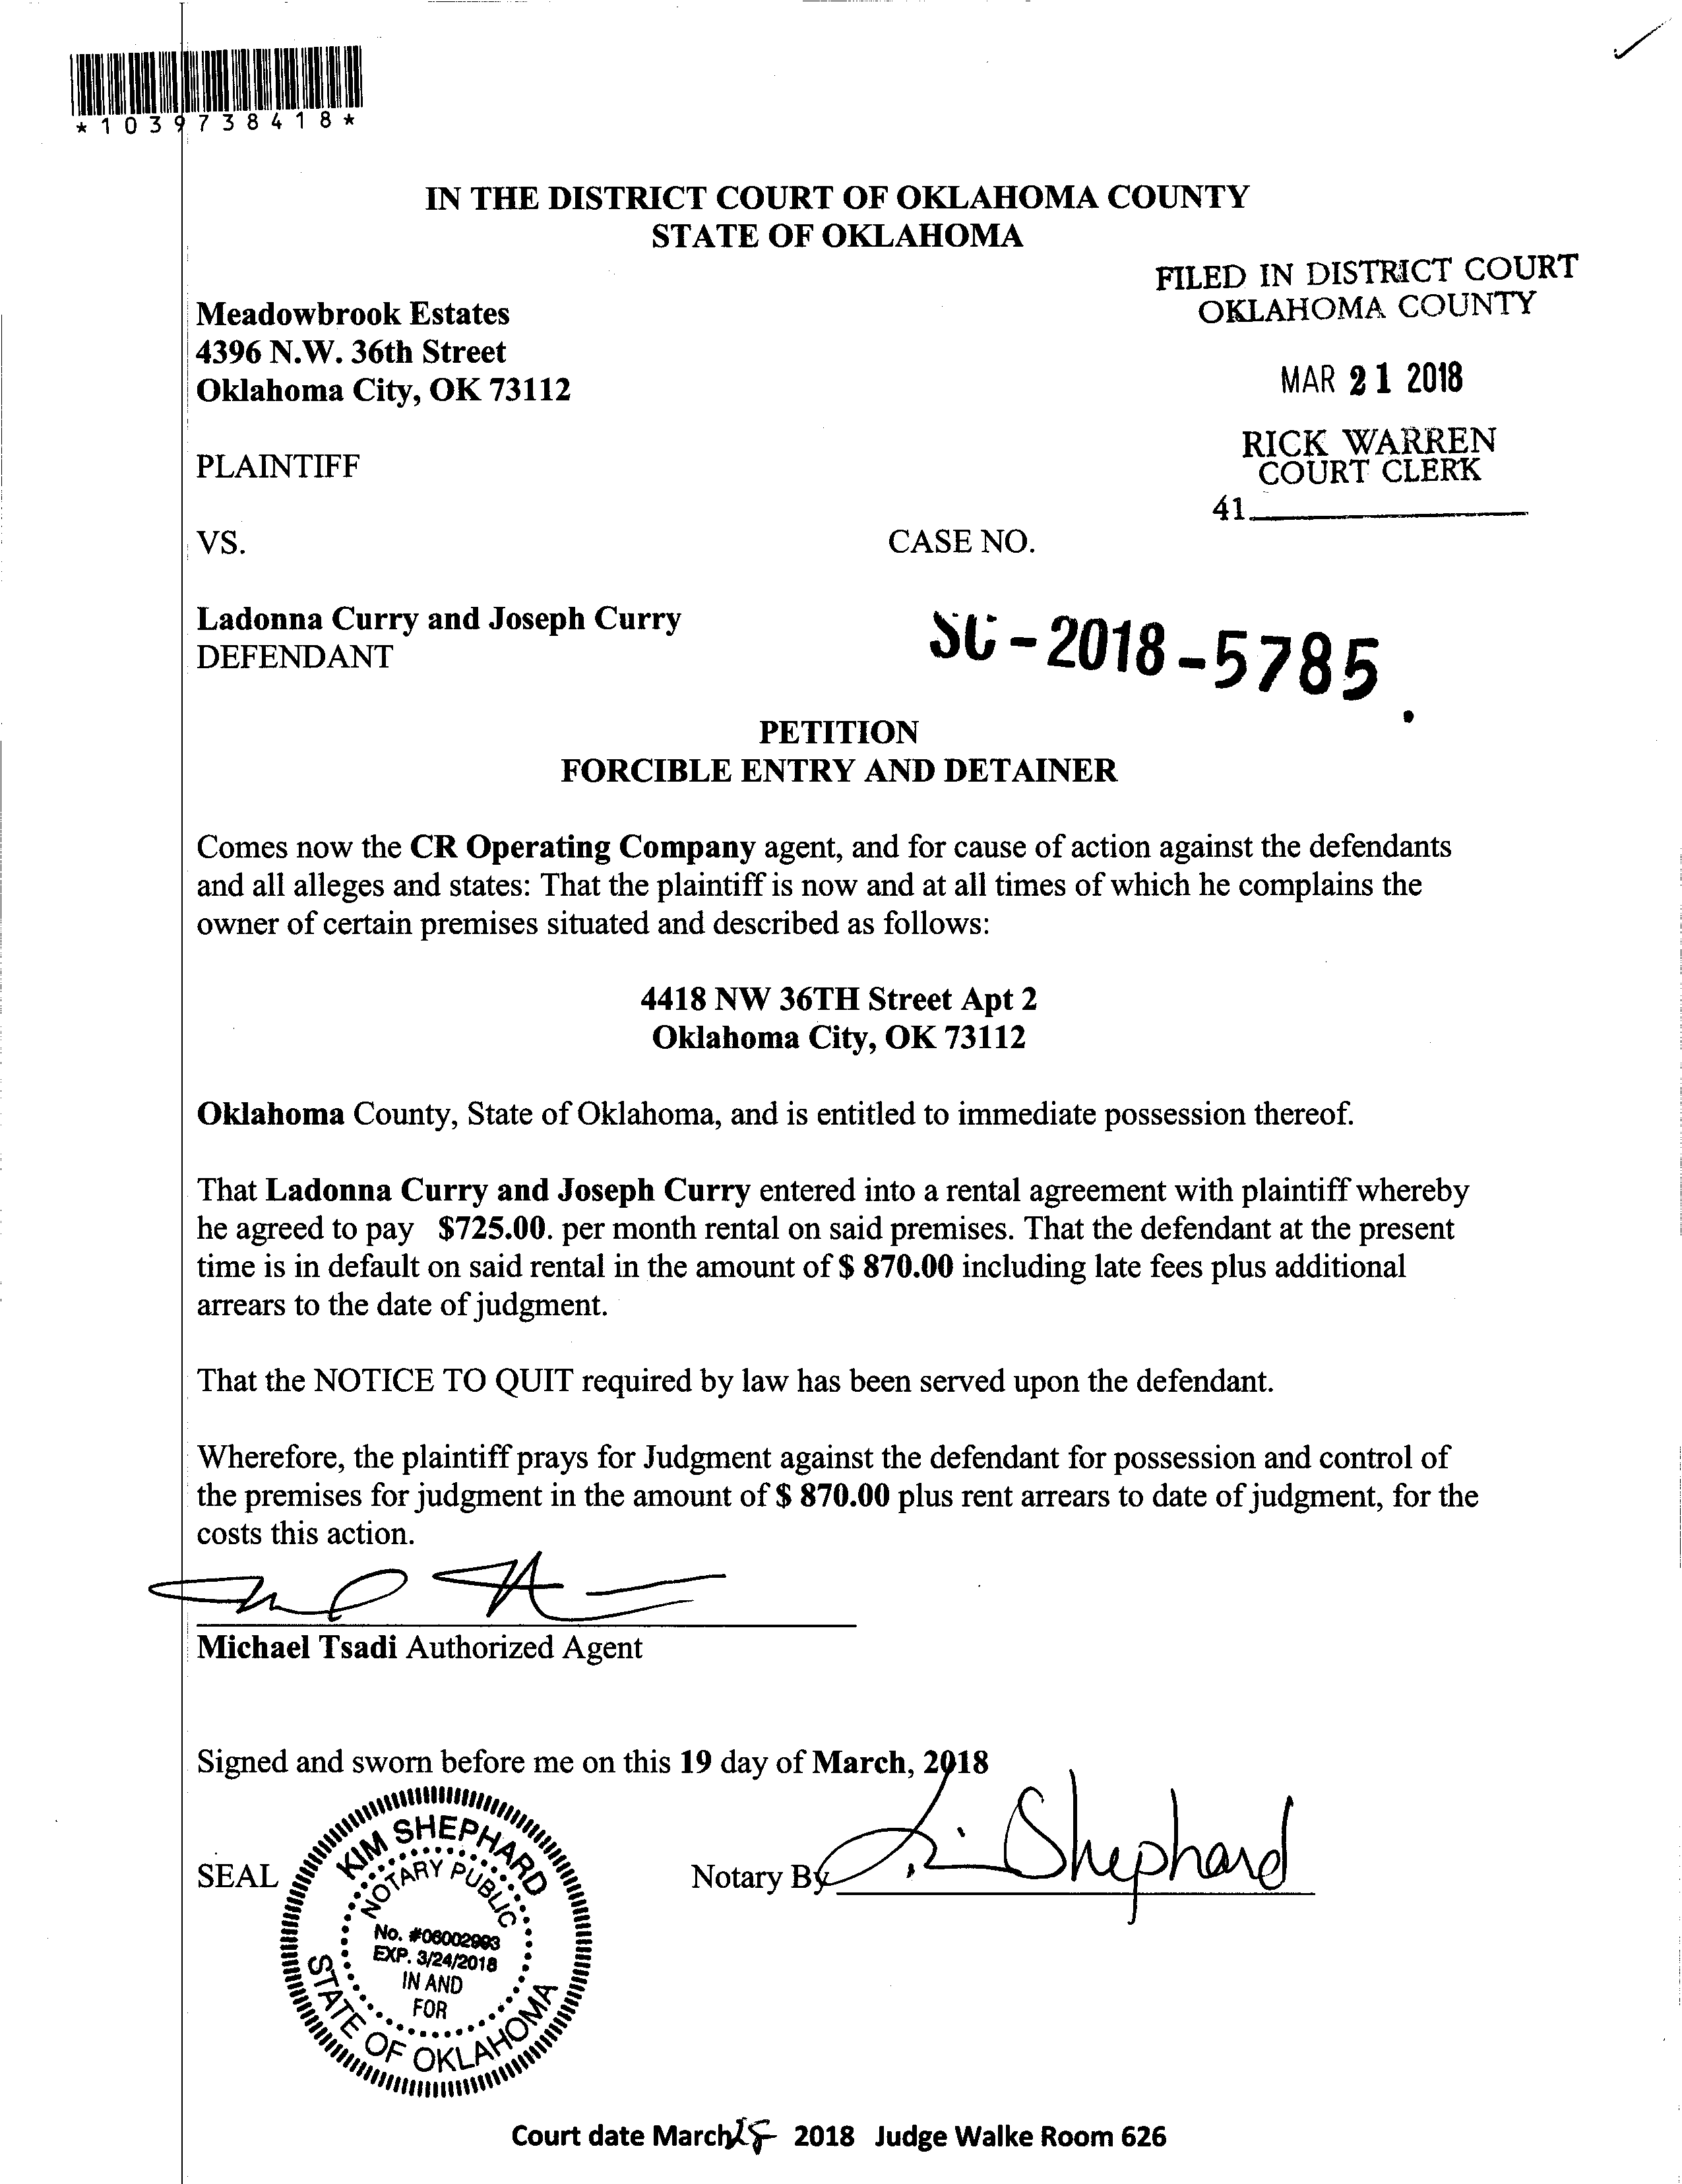 *1039738418*
IN THE DISTRICT COURT OF OKLAHOMA COUNTY
STATE OF OKLAHOMA
FILED IN DISTRICT COURT
OKLAHOMA COUNTY
Meadowbrook Estates
4396 N.W. 36th Street
Oklahoma City, OK 73112
MAR 21 2018
RICK WARREN
COURT CLERK
PLAINTIFF
41
VS.
CASE NO.
Ladonna Curry and Joseph Curry
DEFENDANT
SC-2018-5785
PETITION
FORCIBLE ENTRY AND DETAINER
Comes now the CR Operating Company agent, and for cause of action against the defendants
and all alleges and states: That the plaintiff is now and at all times of which he complains the
owner of certain premises situated and described as follows:
4418 NW 36TH Street Apt 2
Oklahoma City, OK 73112
Oklahoma County, State of Oklahoma, and is entitled to immediate possession thereof.
That Ladonna Curry and Joseph Curry entered into a rental agreement with plaintiff whereby
he agreed to pay $725.00. per month rental on said premises. That the defendant at the present
time is in default on said rental in the amount of $ 870.00 including late fees plus additional
arrears to the date of judgment.
That the NOTICE TO QUIT required by law has been served upon the defendant.
Wherefore, the plaintiff prays for Judgment against the defendant for possession and control of
the premises for judgment in the amount of $ 870.00 plus rent arrears to date of judgment, for the
costs this action.
Michael Tsadi Authorized Agent
Signed and sworn before me on this 19 day of March, 2018
SEAL
KIM SHEPHARD
NOTARY PUBLIC
No. #06002993
EXP. 3/24/2018
IN AND
FOR
STATE OF OKLAHOMA
Notary By Kim Shephard
Court date March 2018 Judge Walke Room 626